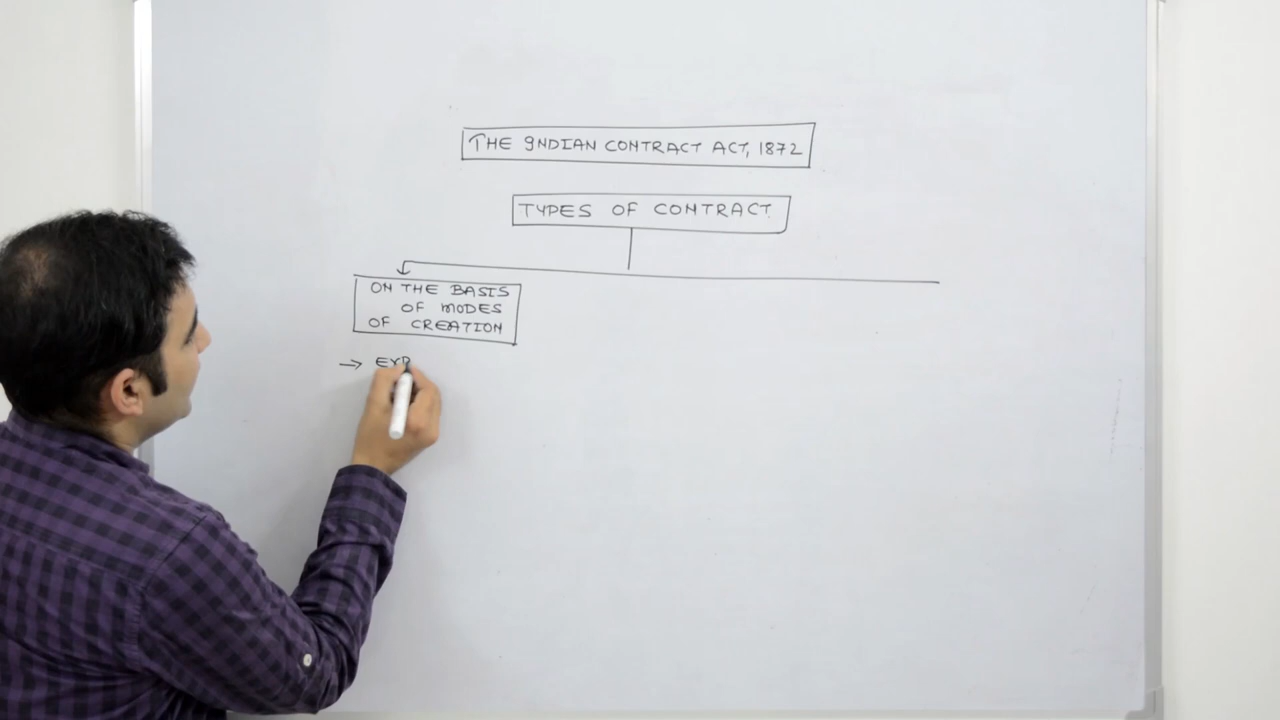 THE INDIAN CONTRACT ACT, 1872
TYPES OF CONTRACT
ON THE BASIS
OF MODES
OF CREATION
→ EXP